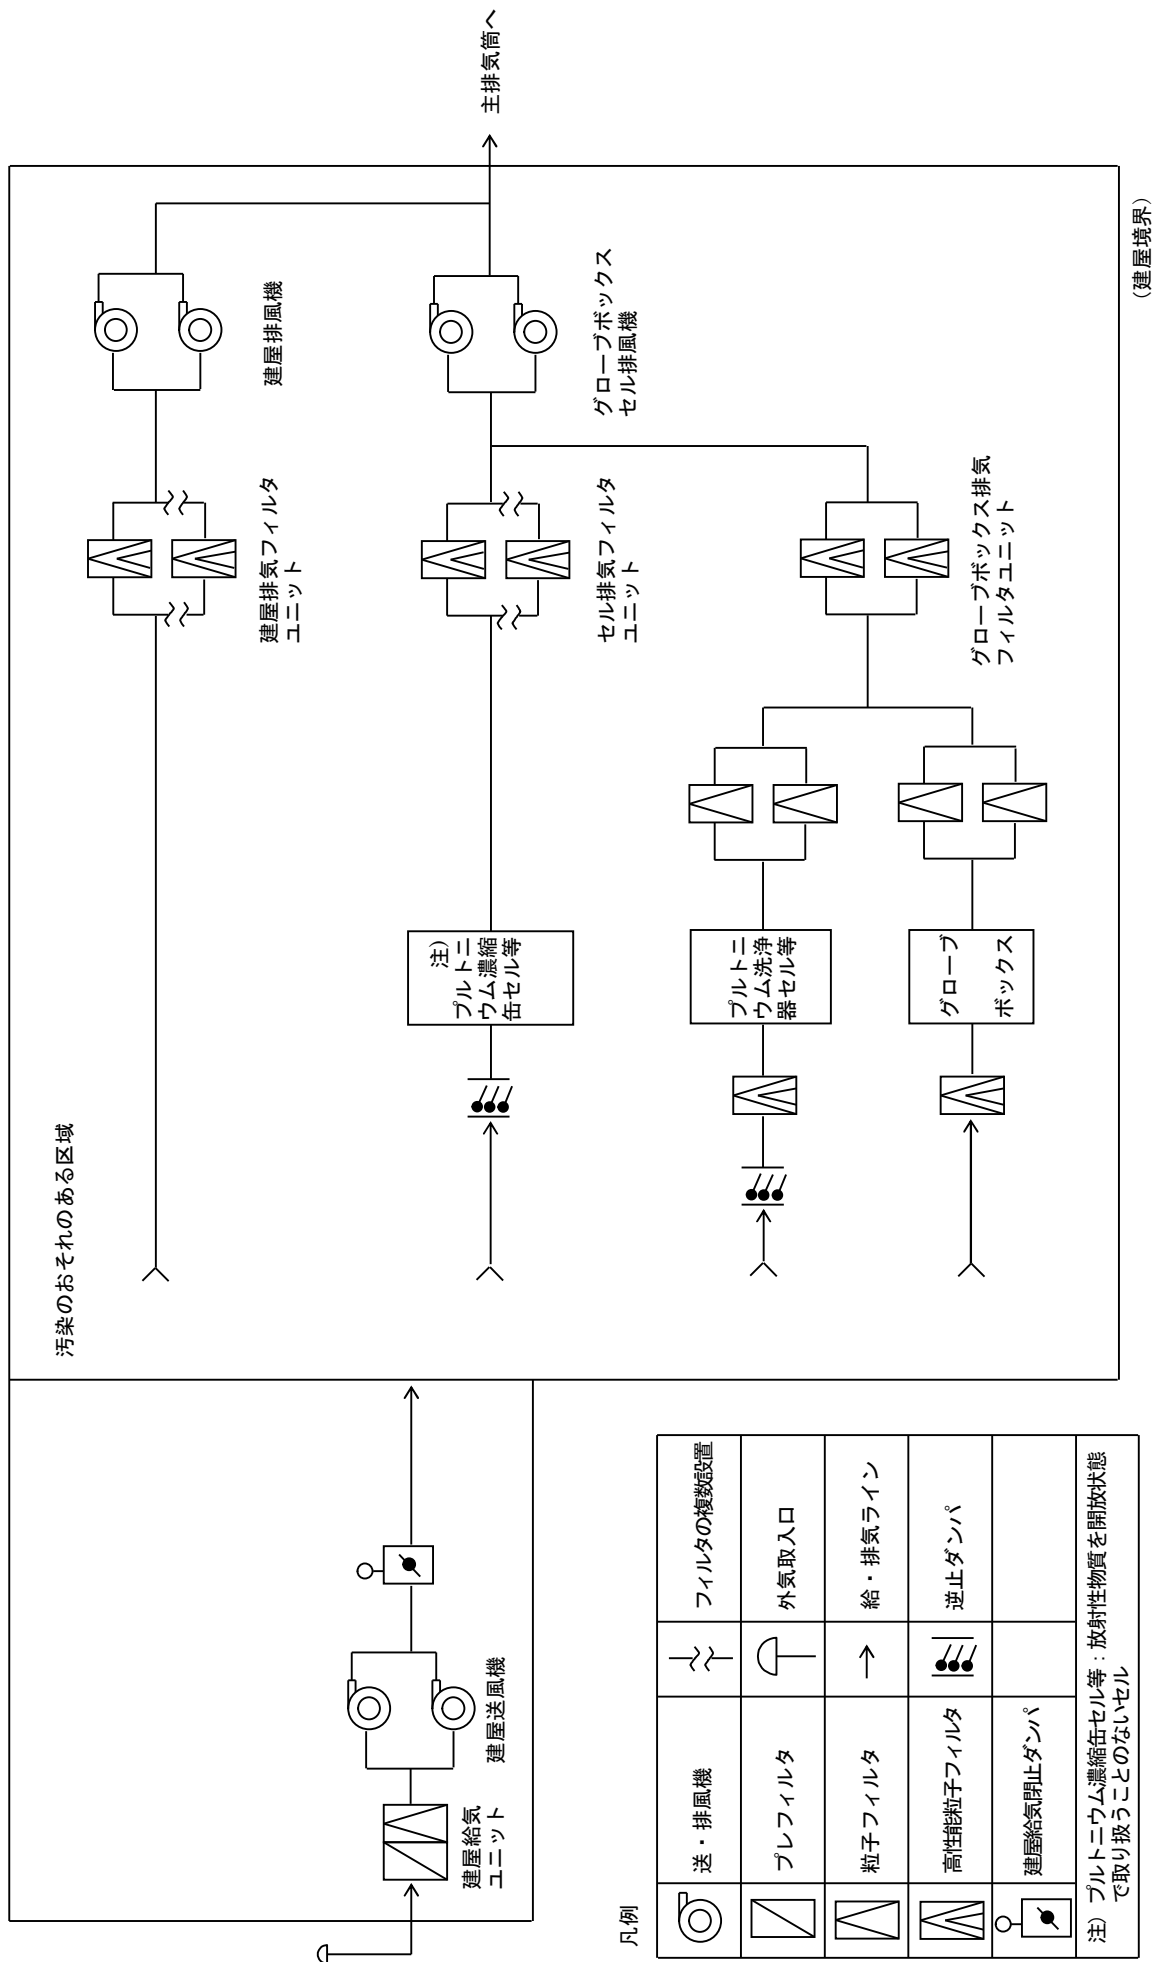 主排気筒へ
(建屋境界)
汚染のおそれのある区域
建屋排風機
グローブボックス
セル排風機
建屋排気フィルタ
ユニット
セル排気フィルタ
ユニット
グローブボックス排気
フィルタユニット
注)
プルトニ
ウム濃縮
缶セル等
プルトニ
ウム洗浄
器セル等
グローブ
ボックス
建屋送風機
建屋給気
ユニット
凡例
送・排風機
フィルタの複数設置
プレフィルタ
外気取入口
粒子フィルタ
給・排気ライン
高性能粒子フィルタ
逆止ダンパ
建屋給気閉止ダンパ
注) プルトニウム濃縮缶セル等:放射性物質を開放状態
で取り扱うことのないセル